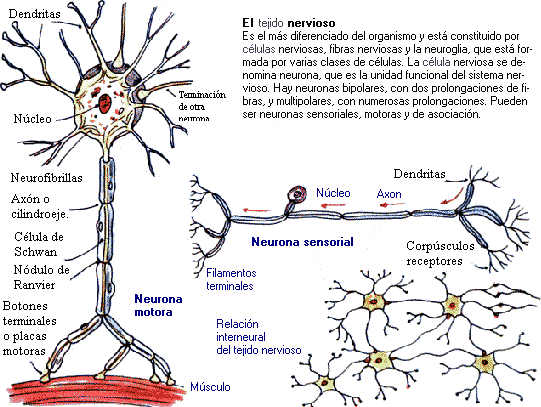 Dendritas
El tejido nervioso
Es el más diferenciado del organismo y está constituido por
células nerviosas, fibras nerviosas y la neuroglia, que está for-
mada por varias clases de células. La célula nerviosa se de-
nomina neurona, que es la unidad funcional del sistema ner-
vioso. Hay neuronas bipolares, con dos prolongaciones de fi-
bras, y multipolares, con numerosas prolongaciones. Pueden
ser neuronas sensoriales, motoras y de asociación.
Terminación
de otra
neurona
Núcleo
Neurofibrillas
Axón o
cilindroeje.
Célula de
Schwan
Nódulo de
Ranvier
Botones
terminales
o placas
motoras
Neurona
motora
Músculo
Dendritas
Núcleo
Axon
Neurona sensorial
Corpúsculos
receptores
Filamentos
terminales
Relación
interneural
del tejido nervioso